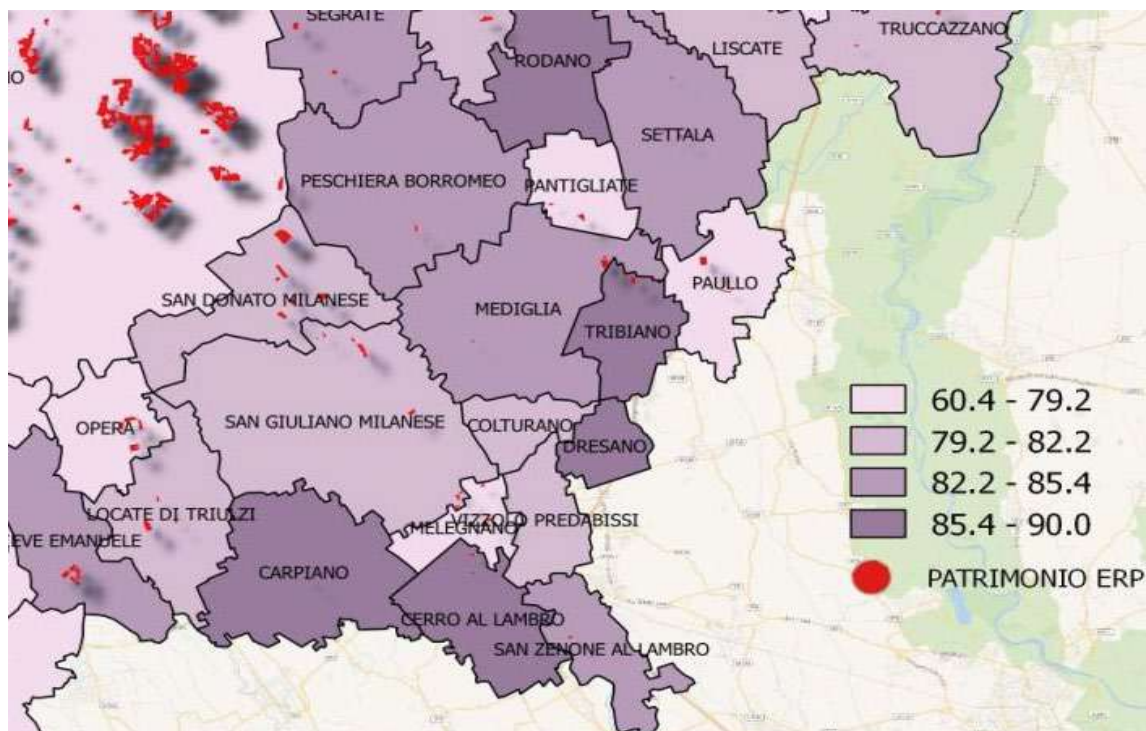 SEGRATE
TRUCCAZZANO
LISCATE
RODANO
SETTALA
PESCHIERA BORROMEO
PANTIGLIATE
PAULLO
SAN DONATO MILANESE
MEDIGLIA
TRIBIANO
60.4 - 79.2
79.2 - 82.2
82.2 - 85.4
85.4 - 90.0
PATRIMONIO ERP
OPERA
SAN GIULIANO MILANESE
COLTURANO
DRESANO
LOCATE DI TRIULZI
MELEGNANO
VIZZOLO PREDABISSI
EVE EMANUELE
CARPIANO
CERRO AL LAMBRO
SAN ZENONE AL LAMBRO